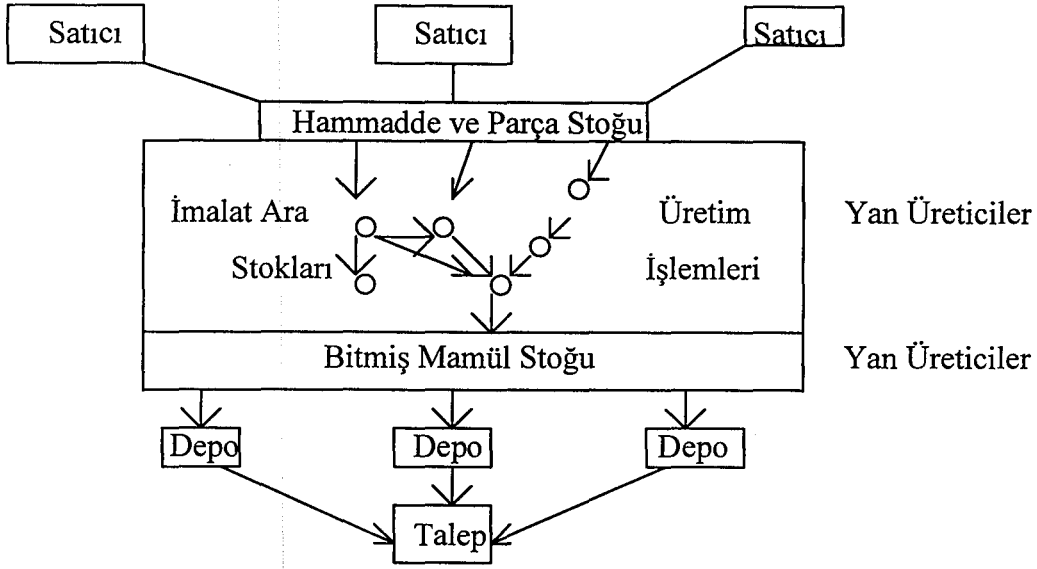 Satıcı Satıcı Satıcı
Hammadde ve Parça Stoğu
İmalat Ara Üretim Yan Üreticiler
Stokları İşlemleri
Bitmiş Mamül Stoğu Yan Üreticiler
Depo Depo Depo
Talep